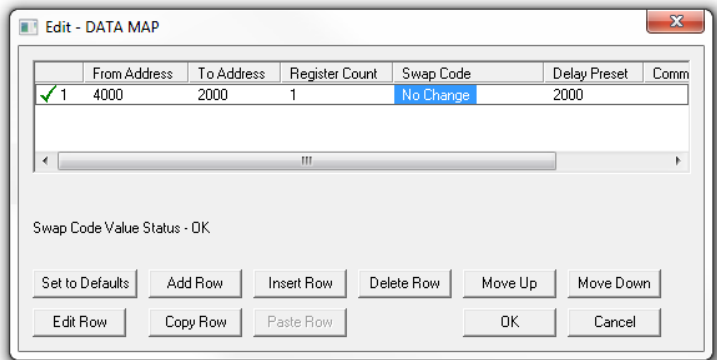 Edit - DATA MAP
From Address To Address Register Count Swap Code Delay Preset Comm
1 4000 2000 1 No Change 2000
Swap Code Value Status - OK
Set to Defaults Add Row Insert Row Delete Row Move Up Move Down
Edit Row Copy Row Paste Row OK Cancel